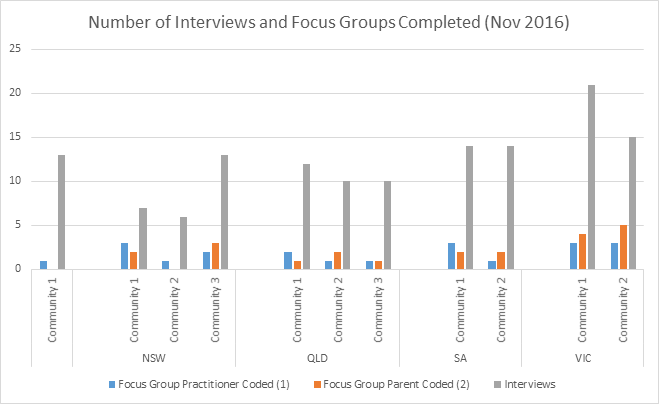 Number of Interviews and Focus Groups Completed (Nov 2016)
25
20
15
10
5
0
Community 1
Community 1
Community 2
Community 3
Community 1
Community 2
Community 3
Community 1
Community 2
Community 1
Community 2
NSW QLD SA VIC
Focus Group Practitioner Coded (1) Focus Group Parent Coded (2) Interviews